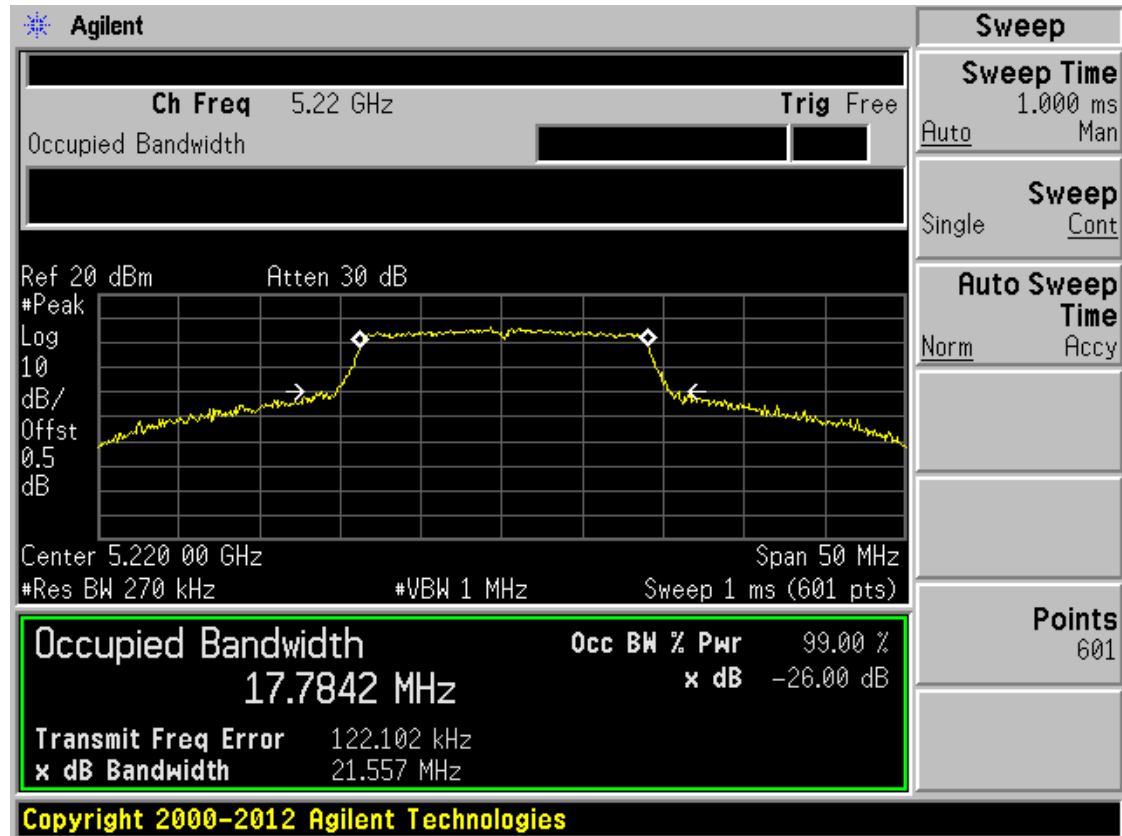 Agilent
Sweep
Ch Freq 5.22 GHz Trig Free
Occupied Bandwidth
Ref 20 dBm Atten 30 dB
#Peak
Log
10
dB/
Offst
0.5
dB
Center 5.220 00 GHz Span 50 MHz
#Res BW 270 kHz #VBW 1 MHz Sweep 1 ms (601 pts)
Occupied Bandwidth
17.7842 MHz
Occ BW % Pwr 99.00 %
x dB -26.00 dB
Transmit Freq Error 122.102 kHz
x dB Bandwidth 21.557 MHz
Sweep Time
1.000 ms
Auto Man
Sweep
Single Cont
Auto Sweep
Time
Norm Accy
Points
601
Copyright 2000-2012 Agilent Technologies